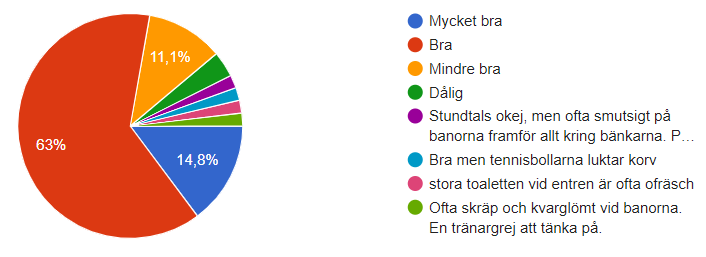 Mycket bra
Bra
Mindre bra
Dålig
Stundtals okej, men ofta smutsigt på
banorna framför allt kring bänkarna. P…
Bra men tennisbollarna luktar korv
stora toaletten vid entren är ofta ofräsch
Ofta skräp och kvarglömt vid banorna.
En tränargrej att tänka på.
11,1%
63%
14,8%